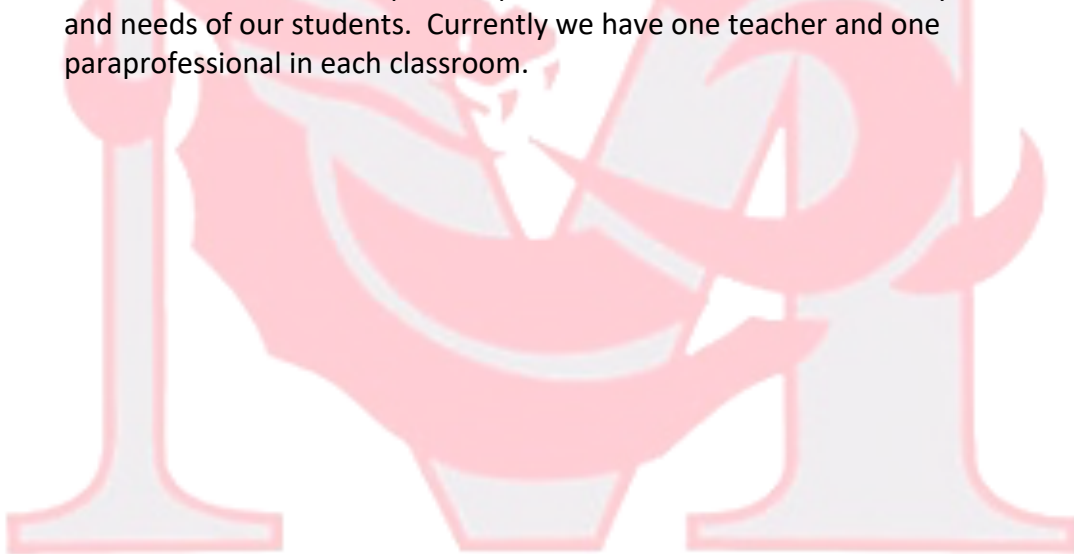 and needs of our students.  Currently we have one teacher and one
paraprofessional in each classroom.